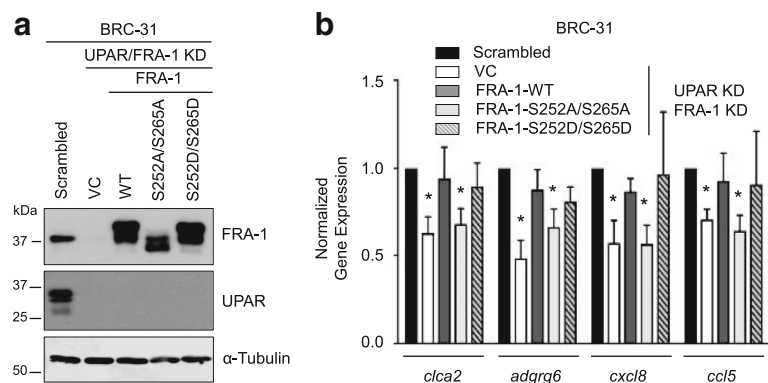 a
BRC-31
UPAR/FRA-1 KD
FRA-1
Scrambled
VC
WT
S252A/S265A
S252D/S265D
kDa
37
FRA-1
37
25
UPAR
50
α-Tubulin
b
BRC-31
Scrambled
VC
FRA-1-WT
FRA-1-S252A/S265A
FRA-1-S252D/S265D
UPAR KD
FRA-1 KD
Normalized
Gene Expression
1.5
1.0
0.5
0.0
* * * * * * * *
clca2 adgrg6 cxcl8 ccl5